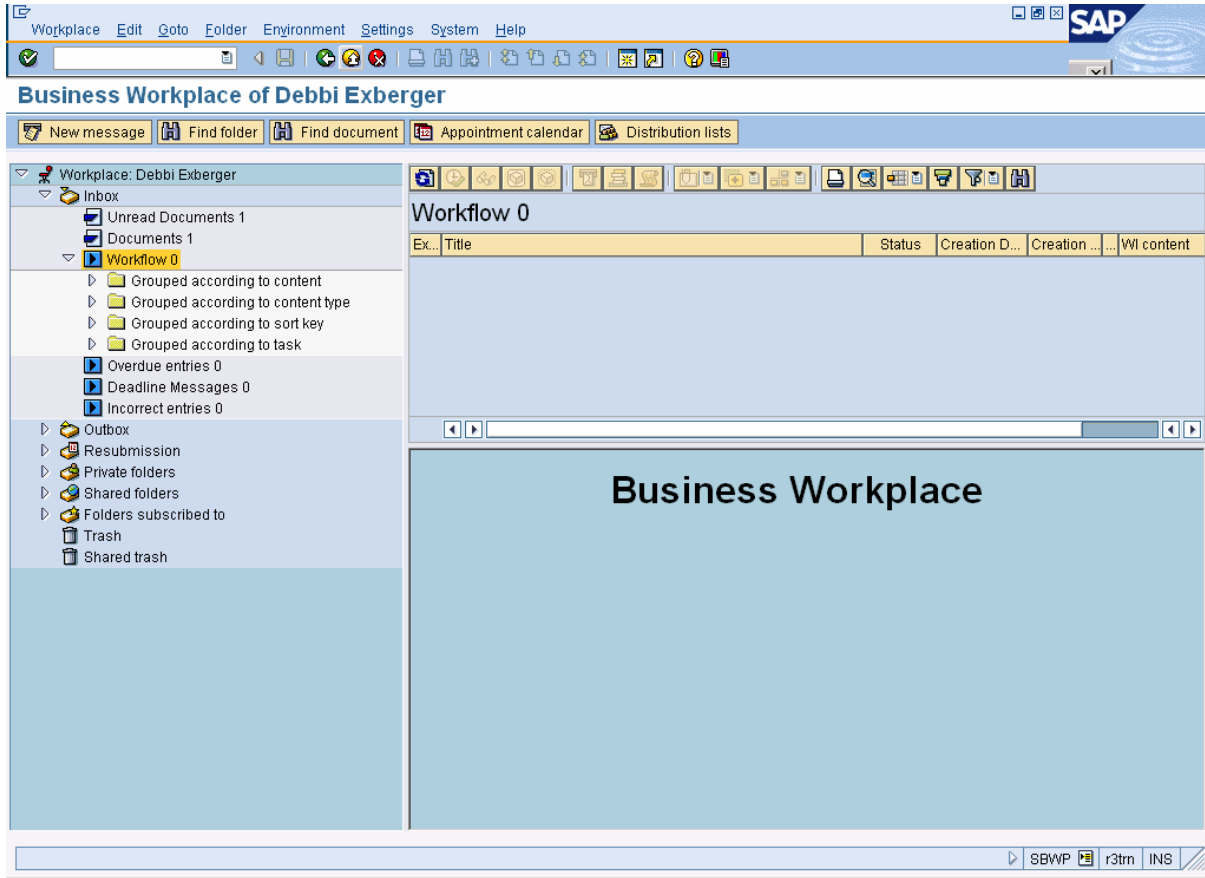 Workplace Edit Goto Folder Environment Settings System Help
SAP
Business Workplace of Debbi Exberger
New message Find folder Find document Appointment calendar Distribution lists
Workplace: Debbi Exberger
Inbox
Unread Documents 1
Documents 1
Workflow 0
Grouped according to content
Grouped according to content type
Grouped according to sort key
Grouped according to task
Overdue entries 0
Deadline Messages 0
Incorrect entries 0
Outbox
Resubmission
Private folders
Shared folders
Folders subscribed to
Trash
Shared trash
Workflow 0
Ex... Title Status Creation D... Creation ... ... WI content
Business Workplace
SBWP r3trn INS